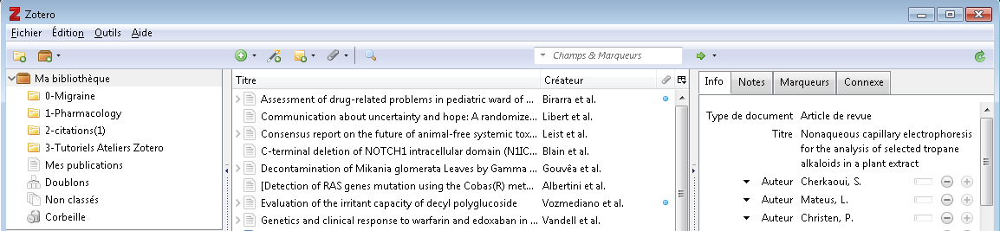 Zotero
Fichier Édition Outils Aide
Champs & Marqueurs
Ma bibliothèque
0-Migraine
1-Pharmacology
2-citations(1)
3-Tutoriels Ateliers Zotero
Mes publications
Doublons
Non classés
Corbeille
Titre Créateur
Assessment of drug-related problems in pediatric ward of ... Birarra et al.
Communication about uncertainty and hope: A randomize... Libert et al.
Consensus report on the future of animal-free systemic tox... Leist et al.
C-terminal deletion of NOTCH1 intracellular domain (N1IC... Blain et al.
Decontamination of Mikania glomerata Leaves by Gamma ... Gouvêa et al.
[Detection of RAS genes mutation using the Cobas(R) met... Albertini et al.
Evaluation of the irritant capacity of decyl polyglucoside Vozmediano et al.
Genetics and clinical response to warfarin and edoxaban in ... Vandell et al.
Info Notes Marqueurs Connexe
Type de document Article de revue
Titre Nonaqueous capillary electrophoresis
for the analysis of selected tropane
alkaloids in a plant extract
Auteur Cherkaoui, S.
Auteur Mateus, L.
Auteur Christen, P.